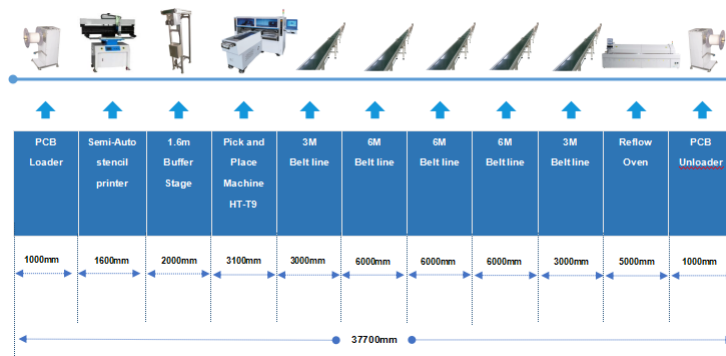 PCB
Loader
Semi-Auto
stencil
printer
1.6m
Buffer
Stage
Pick and
Place
Machine
HT-T9
3M
Belt line
6M
Belt line
6M
Belt line
6M
Belt line
3M
Belt line
Reflow
Oven
PCB
Unloader
1000mm
1600mm
2000mm
3100mm
3000mm
6000mm
6000mm
6000mm
3000mm
5000mm
1000mm
37700mm